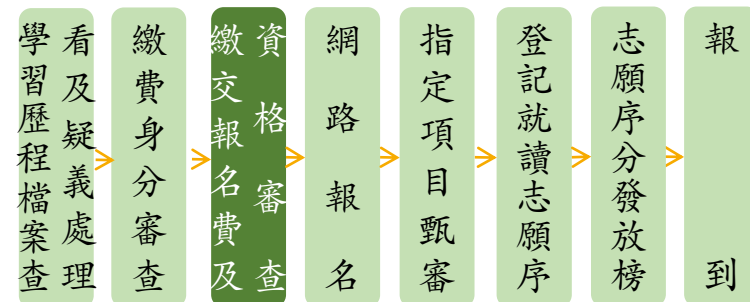 學習歷程檔案查
看及疑義處理
繳費身分審查
繳交報名費及
資格審查
網路報名
指定項目甄審
登記就讀志願序
志願序分發放榜
報到